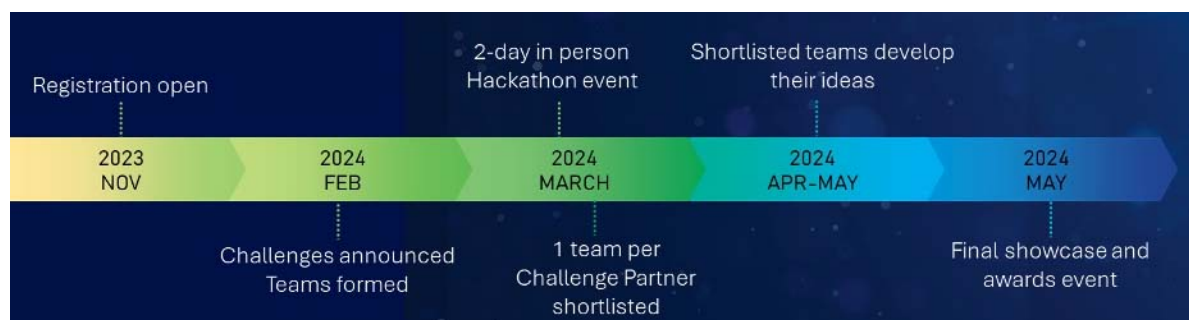 Registration open
2-day in person
Hackathon event
Shortlisted teams develop
their ideas
2023
NOV
2024
FEB
2024
MARCH
2024
APR-MAY
2024
MAY
Challenges announced
Teams formed
1 team per
Challenge Partner
shortlisted
Final showcase and
awards event